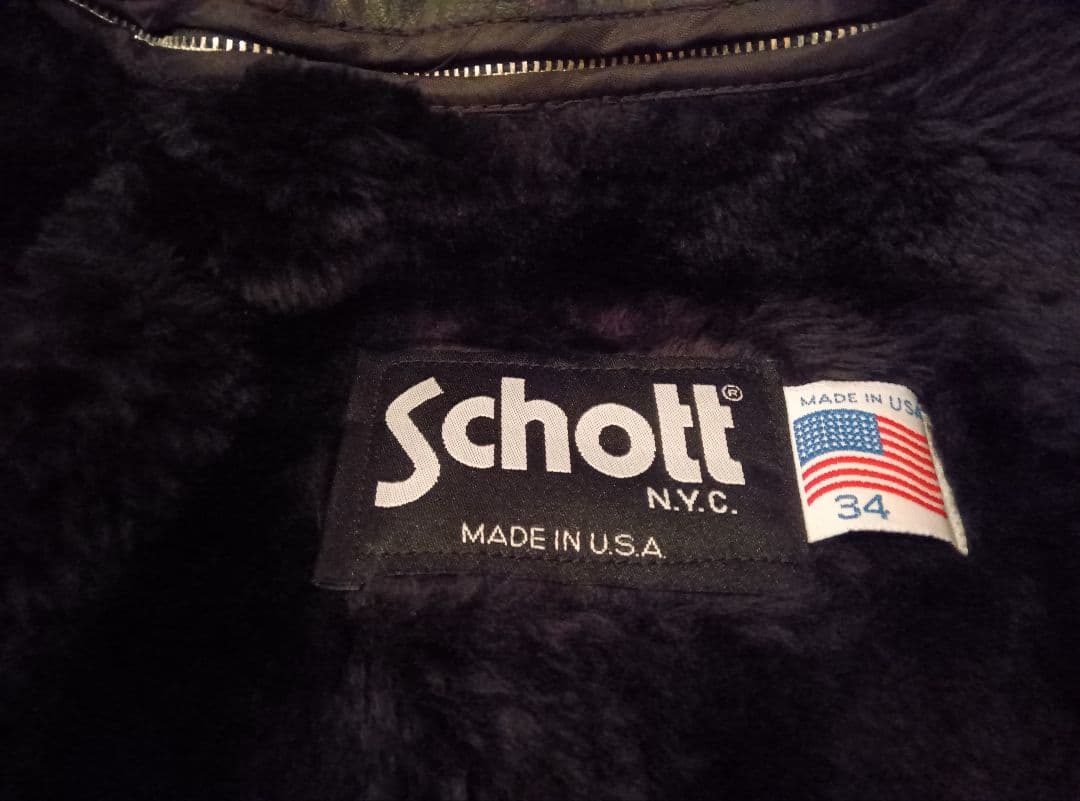 Schott®
N.Y.C.
MADE IN U.S.A.
MADE IN USA
34